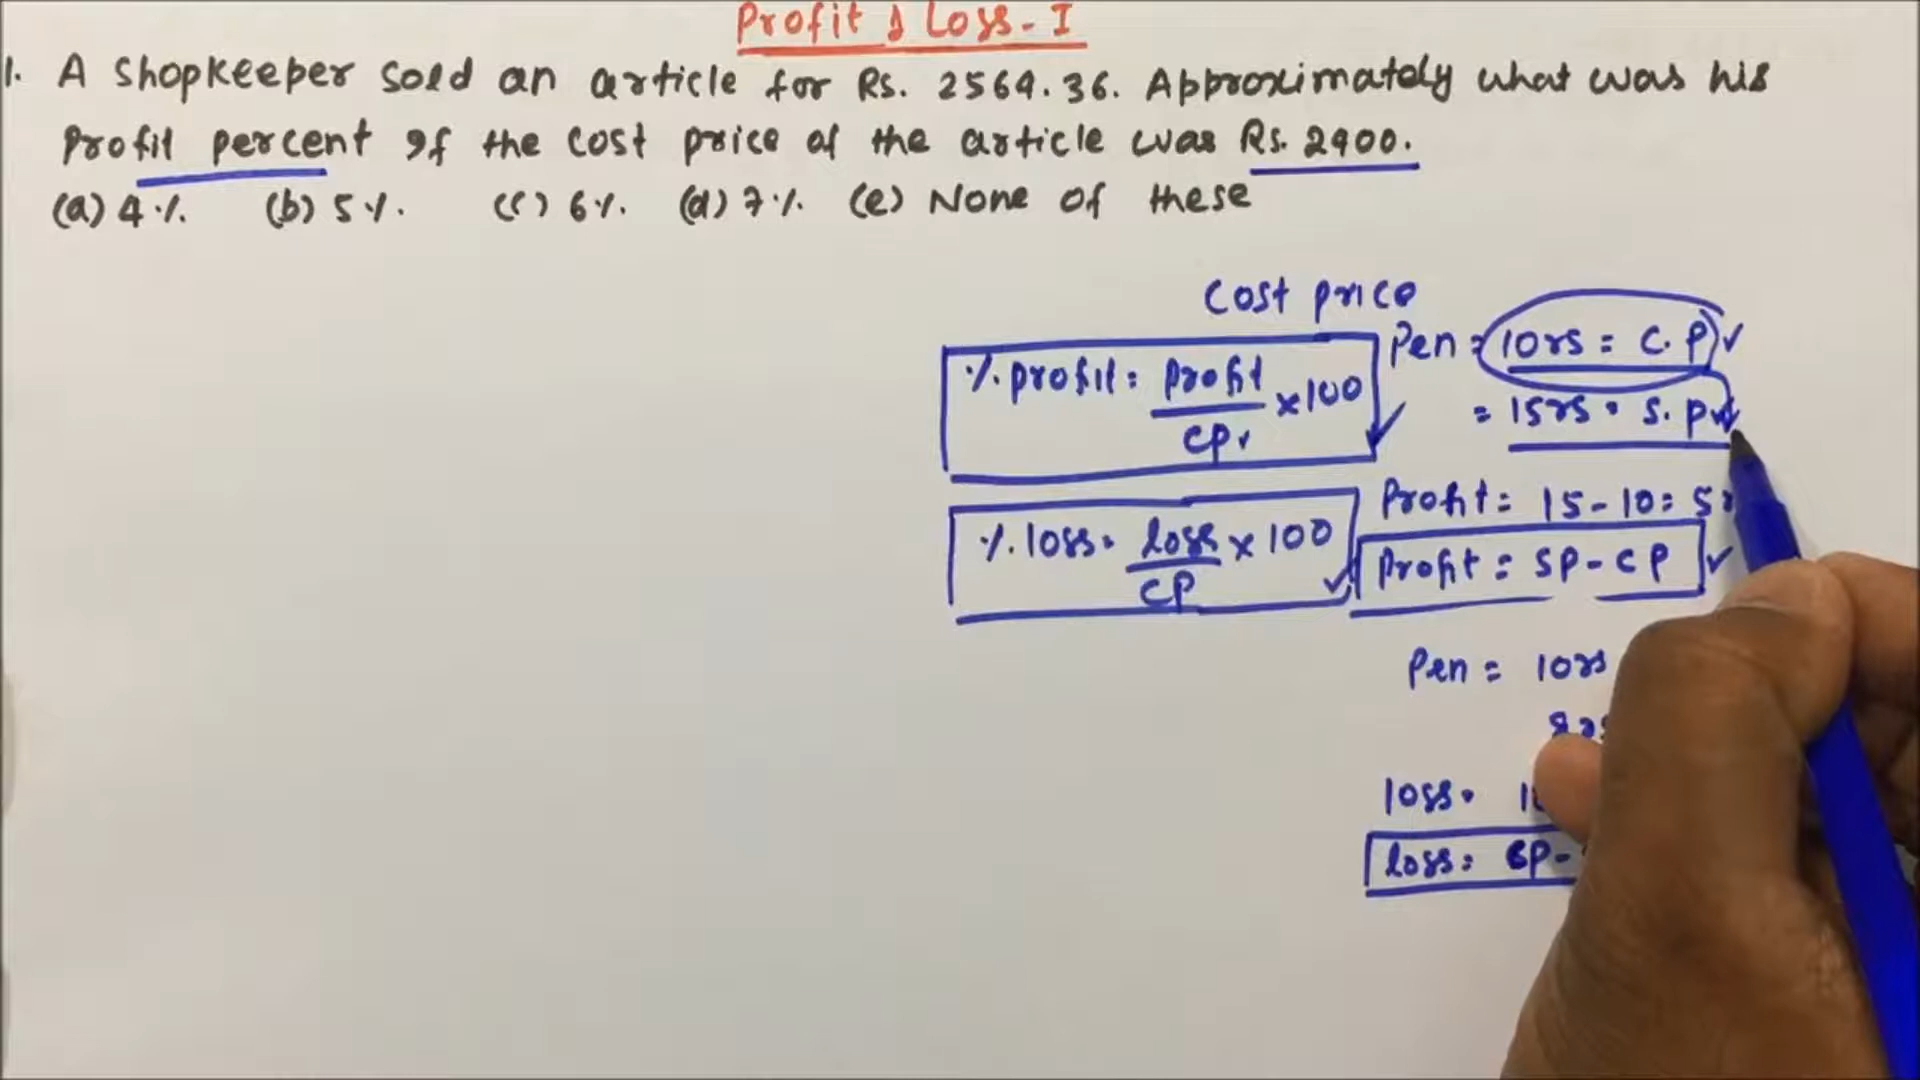 Profit & Loss-I
1. A Shopkeeper sold an article for Rs. 2564.36. Approximately what was his
Profit percent If the cost price of the article was Rs. 2400.
(a) 4%. (b) 5%. (c) 6%. (d) 7%. (e) None of these
Cost price
Pen = 10rs = C.P
= 15rs = S.P
%profit = profit/CP ×100
Profit = 15-10 = 5
%loss = loss/CP × 100
Profit = SP-CP
Pen = 10rs
8rs
loss =
loss =